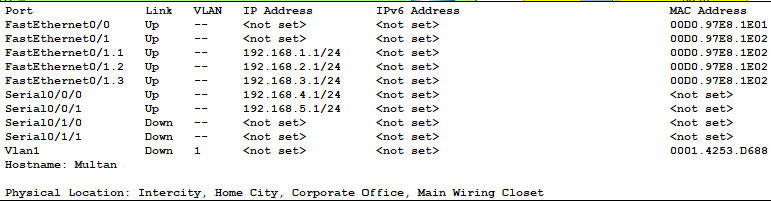 Port Link VLAN IP Address IPv6 Address MAC Address
FastEthernet0/0 Up -- <not set> <not set> 00D0.97E8.1E01
FastEthernet0/1 Up -- <not set> <not set> 00D0.97E8.1E02
FastEthernet0/1.1 Up -- 192.168.1.1/24 <not set> 00D0.97E8.1E02
FastEthernet0/1.2 Up -- 192.168.2.1/24 <not set> 00D0.97E8.1E02
FastEthernet0/1.3 Up -- 192.168.3.1/24 <not set> 00D0.97E8.1E02
Serial0/0/0 Up -- 192.168.4.1/24 <not set> <not set>
Serial0/0/1 Up -- 192.168.5.1/24 <not set> <not set>
Serial0/1/0 Down -- <not set> <not set> <not set>
Serial0/1/1 Down -- <not set> <not set> <not set>
Vlan1 Down 1 <not set> <not set> 0001.4253.D688
Hostname: Multan
Physical Location: Intercity, Home City, Corporate Office, Main Wiring Closet